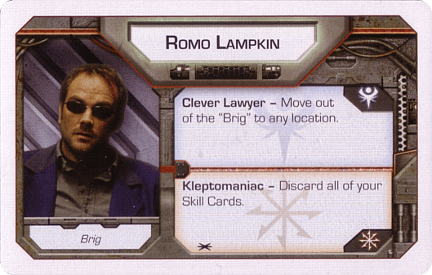 ROMO LAMPKIN
Clever Lawyer – Move out
of the "Brig" to any location.
Kleptomaniac – Discard all of your
Skill Cards.
Brig